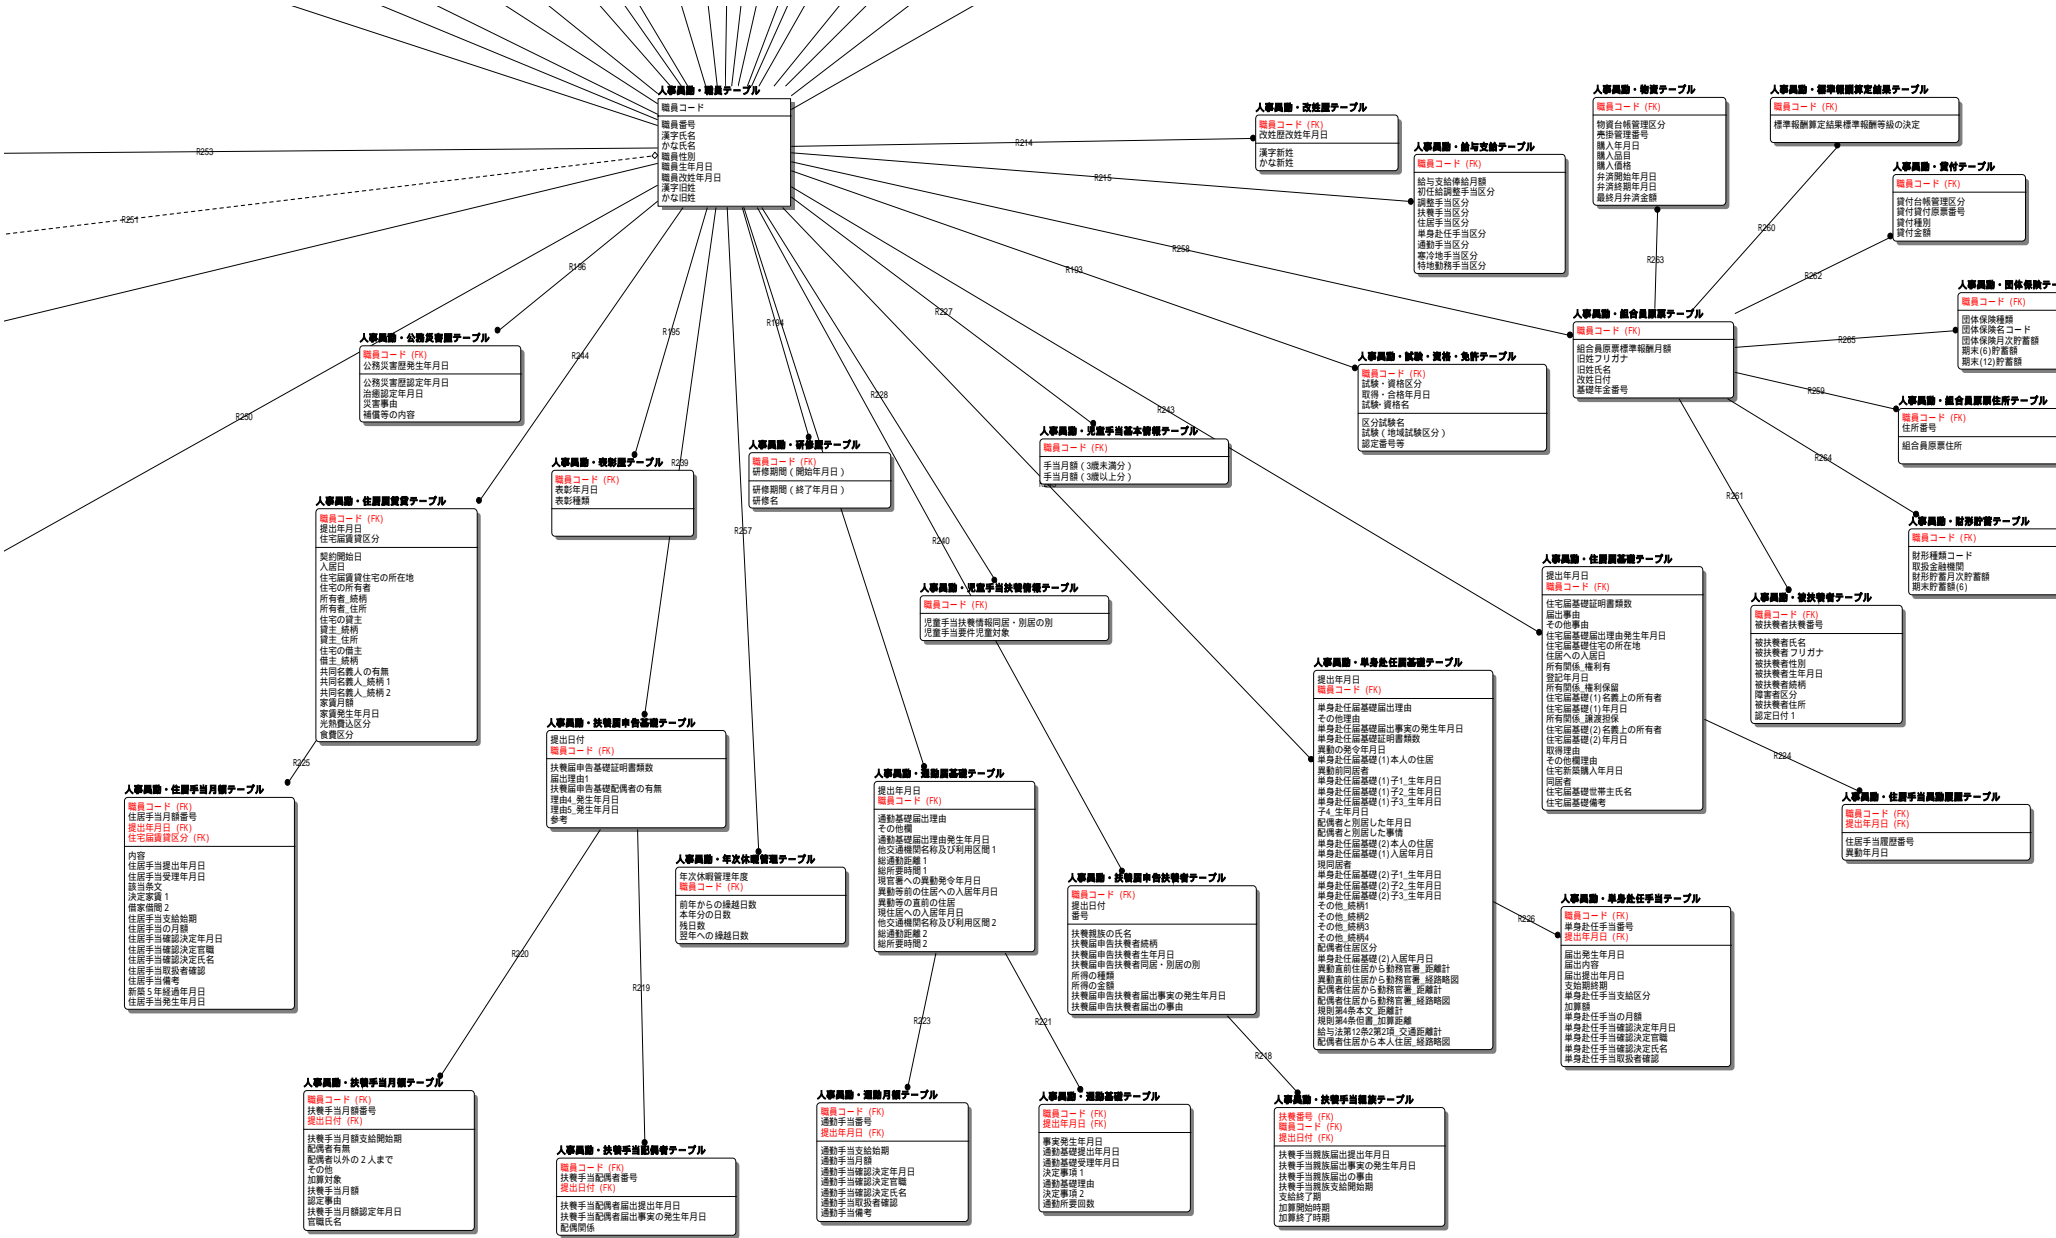 人事異動・職員テーブル
職員コード
職員番号
漢字氏名
かな氏名
職員性別
職員生年月日
職員改姓年月日
漢字旧姓
かな旧姓
R253
R251
R250
R196
R244
R195
R239
R257
R194
R228
R240
R227
R243
R193
R258
R215
R214
人事異動・改姓歴テーブル
職員コード (FK)
改姓歴改姓年月日
漢字新姓
かな新姓
人事異動・給与支給テーブル
職員コード (FK)
給与支給俸給月額
初任給調整手当区分
調整手当区分
扶養手当区分
住居手当区分
単身赴任手当区分
通勤手当区分
寒冷地手当区分
特地勤務手当区分
人事異動・物資テーブル
職員コード (FK)
物資台帳管理区分
売掛管理番号
購入年月日
購入品目
購入価格
弁済開始年月日
弁済終期年月日
最終月弁済金額
人事異動・標準報酬算定結果テーブル
職員コード (FK)
標準報酬算定結果標準報酬等級の決定
人事異動・貸付テーブル
職員コード (FK)
貸付台帳管理区分
貸付貸付原票番号
貸付種別
貸付金額
R263
R260
R262
R265
R259
R264
R261
人事異動・団体保険テー
職員コード (FK)
団体保険種類
団体保険名コード
団体保険月次貯蓄額
期末(6)貯蓄額
期末(12)貯蓄額
人事異動・組合員原票テーブル
職員コード (FK)
組合員原票標準報酬月額
旧姓フリガナ
旧姓氏名
改姓日付
基礎年金番号
人事異動・組合員原票住所テーブル
職員コード (FK)
住所番号
組合員原票住所
人事異動・財形貯蓄テーブル
職員コード (FK)
財形種類コード
取扱金融機関
財形貯蓄月次貯蓄額
期末貯蓄額(6)
人事異動・被扶養者テーブル
職員コード (FK)
被扶養者扶養番号
被扶養者氏名
被扶養者フリガナ
被扶養者性別
被扶養者生年月日
被扶養者続柄
障害者区分
被扶養者住所
認定日付1
人事異動・公務災害歴テーブル
職員コード (FK)
公務災害歴発生年月日
公務災害歴認定年月日
治癒認定年月日
災害事由
補償等の内容
人事異動・試験・資格・免許テーブル
職員コード (FK)
試験・資格区分
取得・合格年月日
試験・資格名
区分試験名
試験(地域試験区分)
認定番号等
人事異動・児童手当基本情報テーブル
職員コード (FK)
手当月額(3歳未満分)
手当月額(3歳以上分)
人事異動・研修歴テーブル
職員コード (FK)
研修期間(開始年月日)
研修期間(終了年月日)
研修名
人事異動・表彰歴テーブル
職員コード (FK)
表彰年月日
表彰種類
人事異動・住居届賃貸テーブル
職員コード (FK)
提出年月日
住宅届賃貸区分
契約開始日
入居日
住宅届賃貸住宅の所在地
住宅の所有者
所有者_続柄
所有者_住所
住宅の貸主
貸主_続柄
貸主_住所
住宅の借主
借主_続柄
共同名義人の有無
共同名義人_続柄1
共同名義人_続柄2
家賃月額
家賃発生年月日
光熱費込区分
食費区分
R225
人事異動・住居手当月額テーブル
職員コード (FK)
住居手当月額番号
提出年月日 (FK)
住宅届賃貸区分 (FK)
内容
住居手当提出年月日
住居手当受理年月日
該当条文
決定家賃1
借家借間2
住居手当支給始期
住居手当の月額
住居手当確認決定年月日
住居手当確認決定官職
住居手当確認決定氏名
住居手当取扱者確認
住居手当備考
新築5年経過年月日
住居手当発生年月日
人事異動・児童手当扶養情報テーブル
職員コード (FK)
児童手当扶養情報同居・別居の別
児童手当要件児童対象
人事異動・住居届基礎テーブル
提出年月日
職員コード (FK)
住宅届基礎証明書類数
届出事由
その他事由
住宅届基礎届出理由発生年月日
住宅届基礎住宅の所在地
住居への入居日
所有関係_権利有
登記年月日
所有関係_権利保留
住宅届基礎(1)名義上の所有者
住宅届基礎(1)年月日
所有関係_譲渡担保
住宅届基礎(2)名義上の所有者
住宅届基礎(2)年月日
取得理由
その他欄理由
住宅新築購入年月日
同居者
住宅届基礎世帯主氏名
住宅届基礎備考
R224
人事異動・住居手当異動履歴テーブル
職員コード (FK)
提出年月日 (FK)
住居手当履歴番号
異動年月日
人事異動・単身赴任届基礎テーブル
提出年月日
職員コード (FK)
単身赴任届基礎届出理由
その他理由
単身赴任届基礎届出事実の発生年月日
単身赴任届基礎証明書類数
異動の発令年月日
単身赴任届基礎(1)本人の住居
異動前同居者
単身赴任届基礎(1)子1_生年月日
単身赴任届基礎(1)子2_生年月日
単身赴任届基礎(1)子3_生年月日
子4_生年月日
配偶者と別居した年月日
配偶者と別居した事情
単身赴任届基礎(2)本人の住居
単身赴任届基礎(1)入居年月日
現同居者
単身赴任届基礎(2)子1_生年月日
単身赴任届基礎(2)子2_生年月日
単身赴任届基礎(2)子3_生年月日
その他_続柄1
その他_続柄2
その他_続柄3
その他_続柄4
配偶者住居区分
単身赴任届基礎(2)入居年月日
異動直前住居から勤務官署_距離計
異動直前住居から勤務官署_経路略図
配偶者住居から勤務官署_距離計
配偶者住居から勤務官署_経路略図
規則第4条本文_距離計
規則第4条但書_加算距離
給与法第12条2第2項_交通距離計
配偶者住居から本人住居_経路略図
R226
人事異動・単身赴任手当テーブル
職員コード (FK)
単身赴任手当番号
提出年月日 (FK)
届出発生年月日
届出内容
届出提出年月日
支始期終期
単身赴任手当支給区分
加算額
単身赴任手当の月額
単身赴任手当確認決定年月日
単身赴任手当確認決定官職
単身赴任手当確認決定氏名
単身赴任手当取扱者確認
人事異動・扶養届申告基礎テーブル
提出日付
職員コード (FK)
扶養届申告基礎証明書類数
届出理由1
扶養届申告基礎配偶者の有無
理由4_発生年月日
理由5_発生年月日
参考
R220
R219
人事異動・年次休暇管理テーブル
年次休暇管理年度
職員コード (FK)
前年からの繰越日数
本年分の日数
残日数
翌年への繰越日数
人事異動・通勤届基礎テーブル
提出年月日
職員コード (FK)
通勤基礎届出理由
その他欄
通勤基礎届出理由発生年月日
他交通機関名称及び利用区間1
総通勤距離1
総所要時間1
現官署への異動発令年月日
異動等前の住居への入居年月日
異動等の直前の住居
現住居への入居年月日
他交通機関名称及び利用区間2
総通勤距離2
総所要時間2
R223
R221
人事異動・扶養届申告扶養者テーブル
職員コード (FK)
提出日付
番号
扶養親族の氏名
扶養届申告扶養者続柄
扶養届申告扶養者生年月日
扶養届申告扶養者同居・別居の別
所得の種類
所得の金額
扶養届申告扶養者届出事実の発生年月日
扶養届申告扶養者届出の事由
R218
人事異動・扶養手当月額テーブル
職員コード (FK)
扶養手当月額番号
提出日付 (FK)
扶養手当月額支給開始期
配偶者有無
配偶者以外の2人まで
その他
加算対象
扶養手当月額
認定事由
扶養手当月額認定年月日
官職氏名
人事異動・扶養手当配偶者テーブル
職員コード (FK)
扶養手当配偶者番号
提出日付 (FK)
扶養手当配偶者届出提出年月日
扶養手当配偶者届出事実の発生年月日
配偶関係
人事異動・通勤月額テーブル
職員コード (FK)
通勤手当番号
提出年月日 (FK)
通勤手当支給始期
通勤手当月額
通勤手当確認決定年月日
通勤手当確認決定官職
通勤手当確認決定氏名
通勤手当取扱者確認
通勤手当備考
人事異動・通勤基礎テーブル
職員コード (FK)
提出年月日 (FK)
事実発生年月日
通勤基礎提出年月日
通勤基礎受理年月日
決定事項1
通勤基礎理由
決定事項2
通勤所要回数
人事異動・扶養手当親族テーブル
扶養番号 (FK)
職員コード (FK)
提出日付 (FK)
扶養手当親族届出提出年月日
扶養手当親族届出事実の発生年月日
扶養手当親族届出の事由
扶養手当親族支給開始期
支給終了期
加算開始時期
加算終了時期